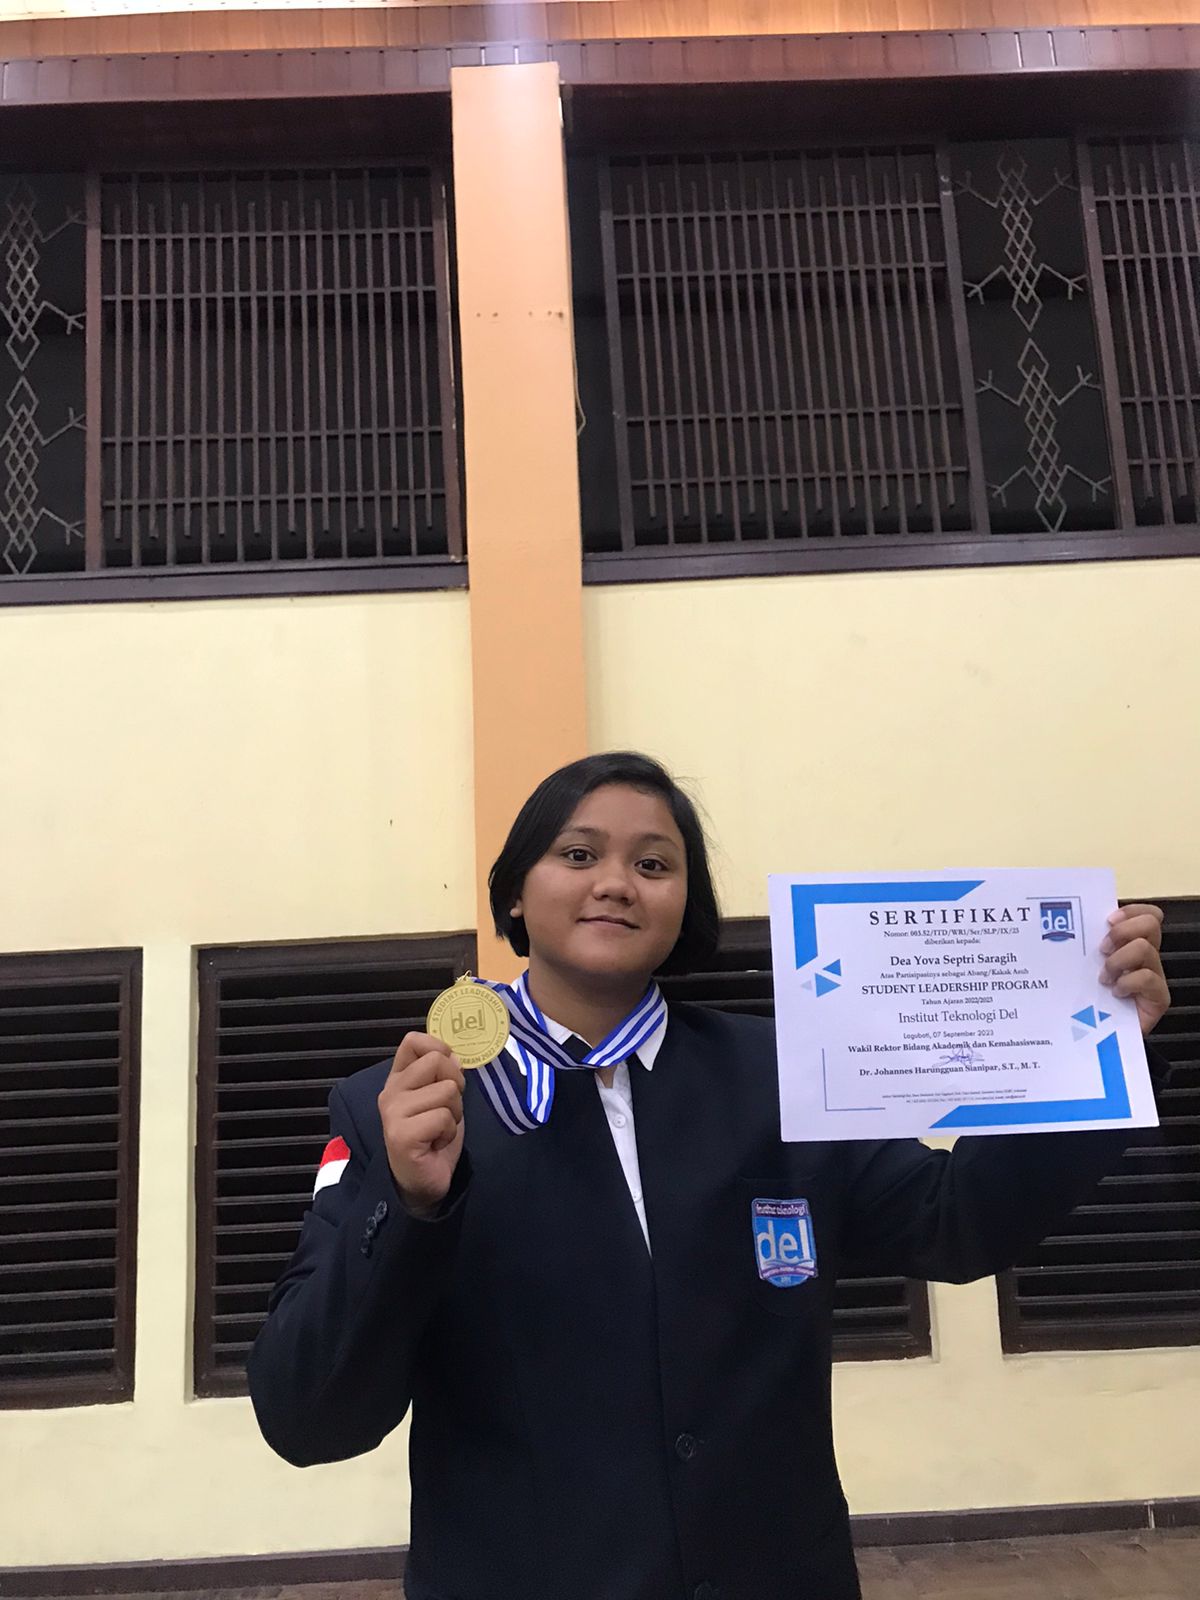 SERTIFIKAT
del
Nomor: 003.52/ITD/WR1/Ser/SLP/IX/23
diberikan kepada:
Dea Yova Septri Saragih
Atas Partisipasinya sebagai Abang/Kakak Asuh
STUDENT LEADERSHIP PROGRAM
Tahun Ajaran 2022/2023
Institut Teknologi Del
Laguboti, 07 September 2023
Wakil Rektor Bidang Akademik dan Kemahasiswaan,
Dr. Johannes Harungguan Sianipar, S.T., M. T.
STUDENT LEADERSHIP
del
institut teknologi
del